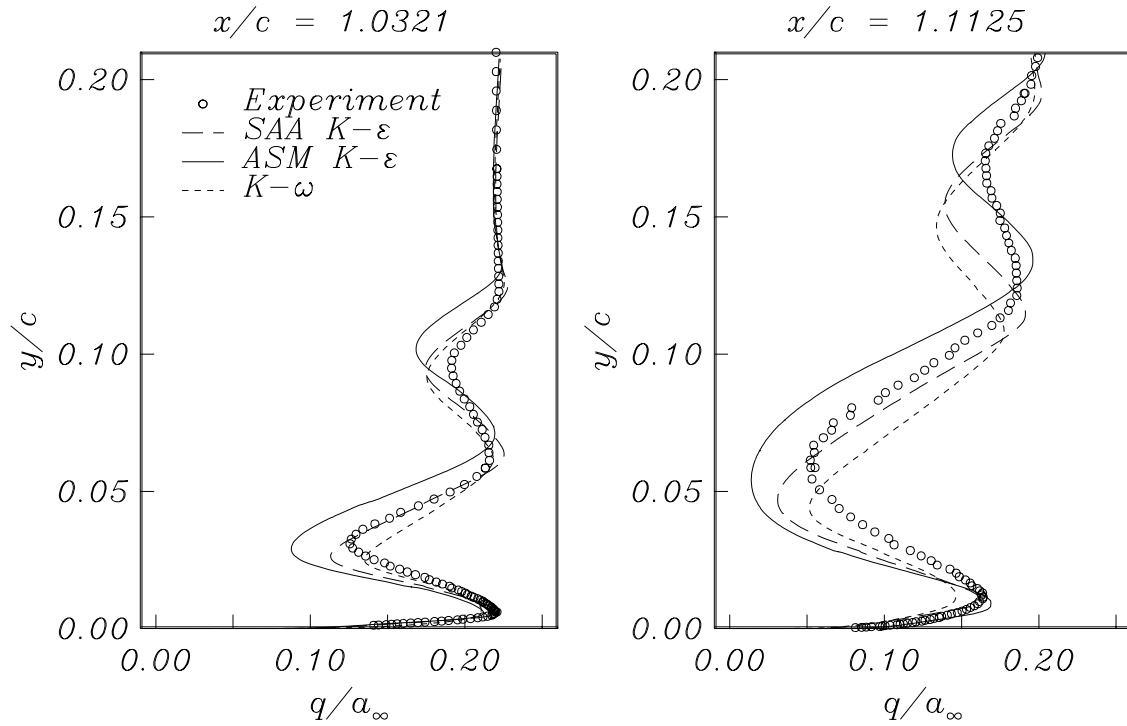 x/c = 1.0321
x/c = 1.1125
0.20
0.15
0.10
0.05
0.00
y/c
Experiment
SAA K-ε
ASM K-ε
K-ω
0.00 0.10 0.20
q/a∞
0.20
0.15
0.10
0.05
0.00
y/c
0.00 0.10 0.20
q/a∞